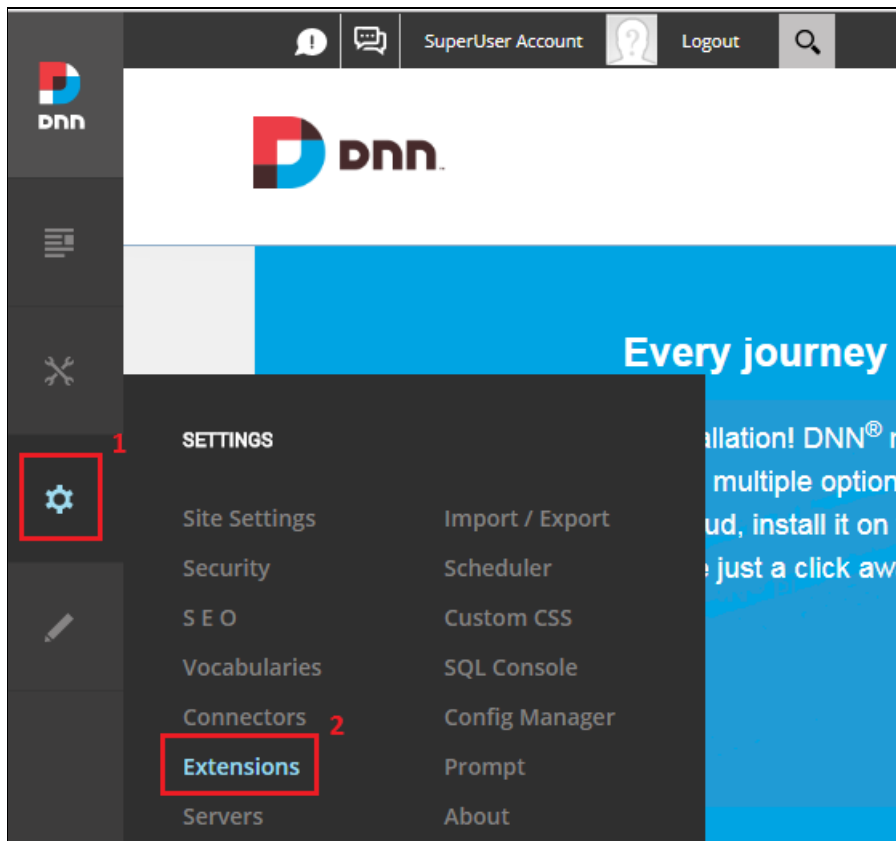 SuperUser Account Logout
DNN
DNN
Every journey
1
SETTINGS
allation! DNN® r
multiple option
Site Settings Import / Export
ud, install it on
Security Scheduler
just a click aw
S E O Custom CSS
Vocabularies SQL Console
Connectors Config Manager
2
Extensions Prompt
Servers About